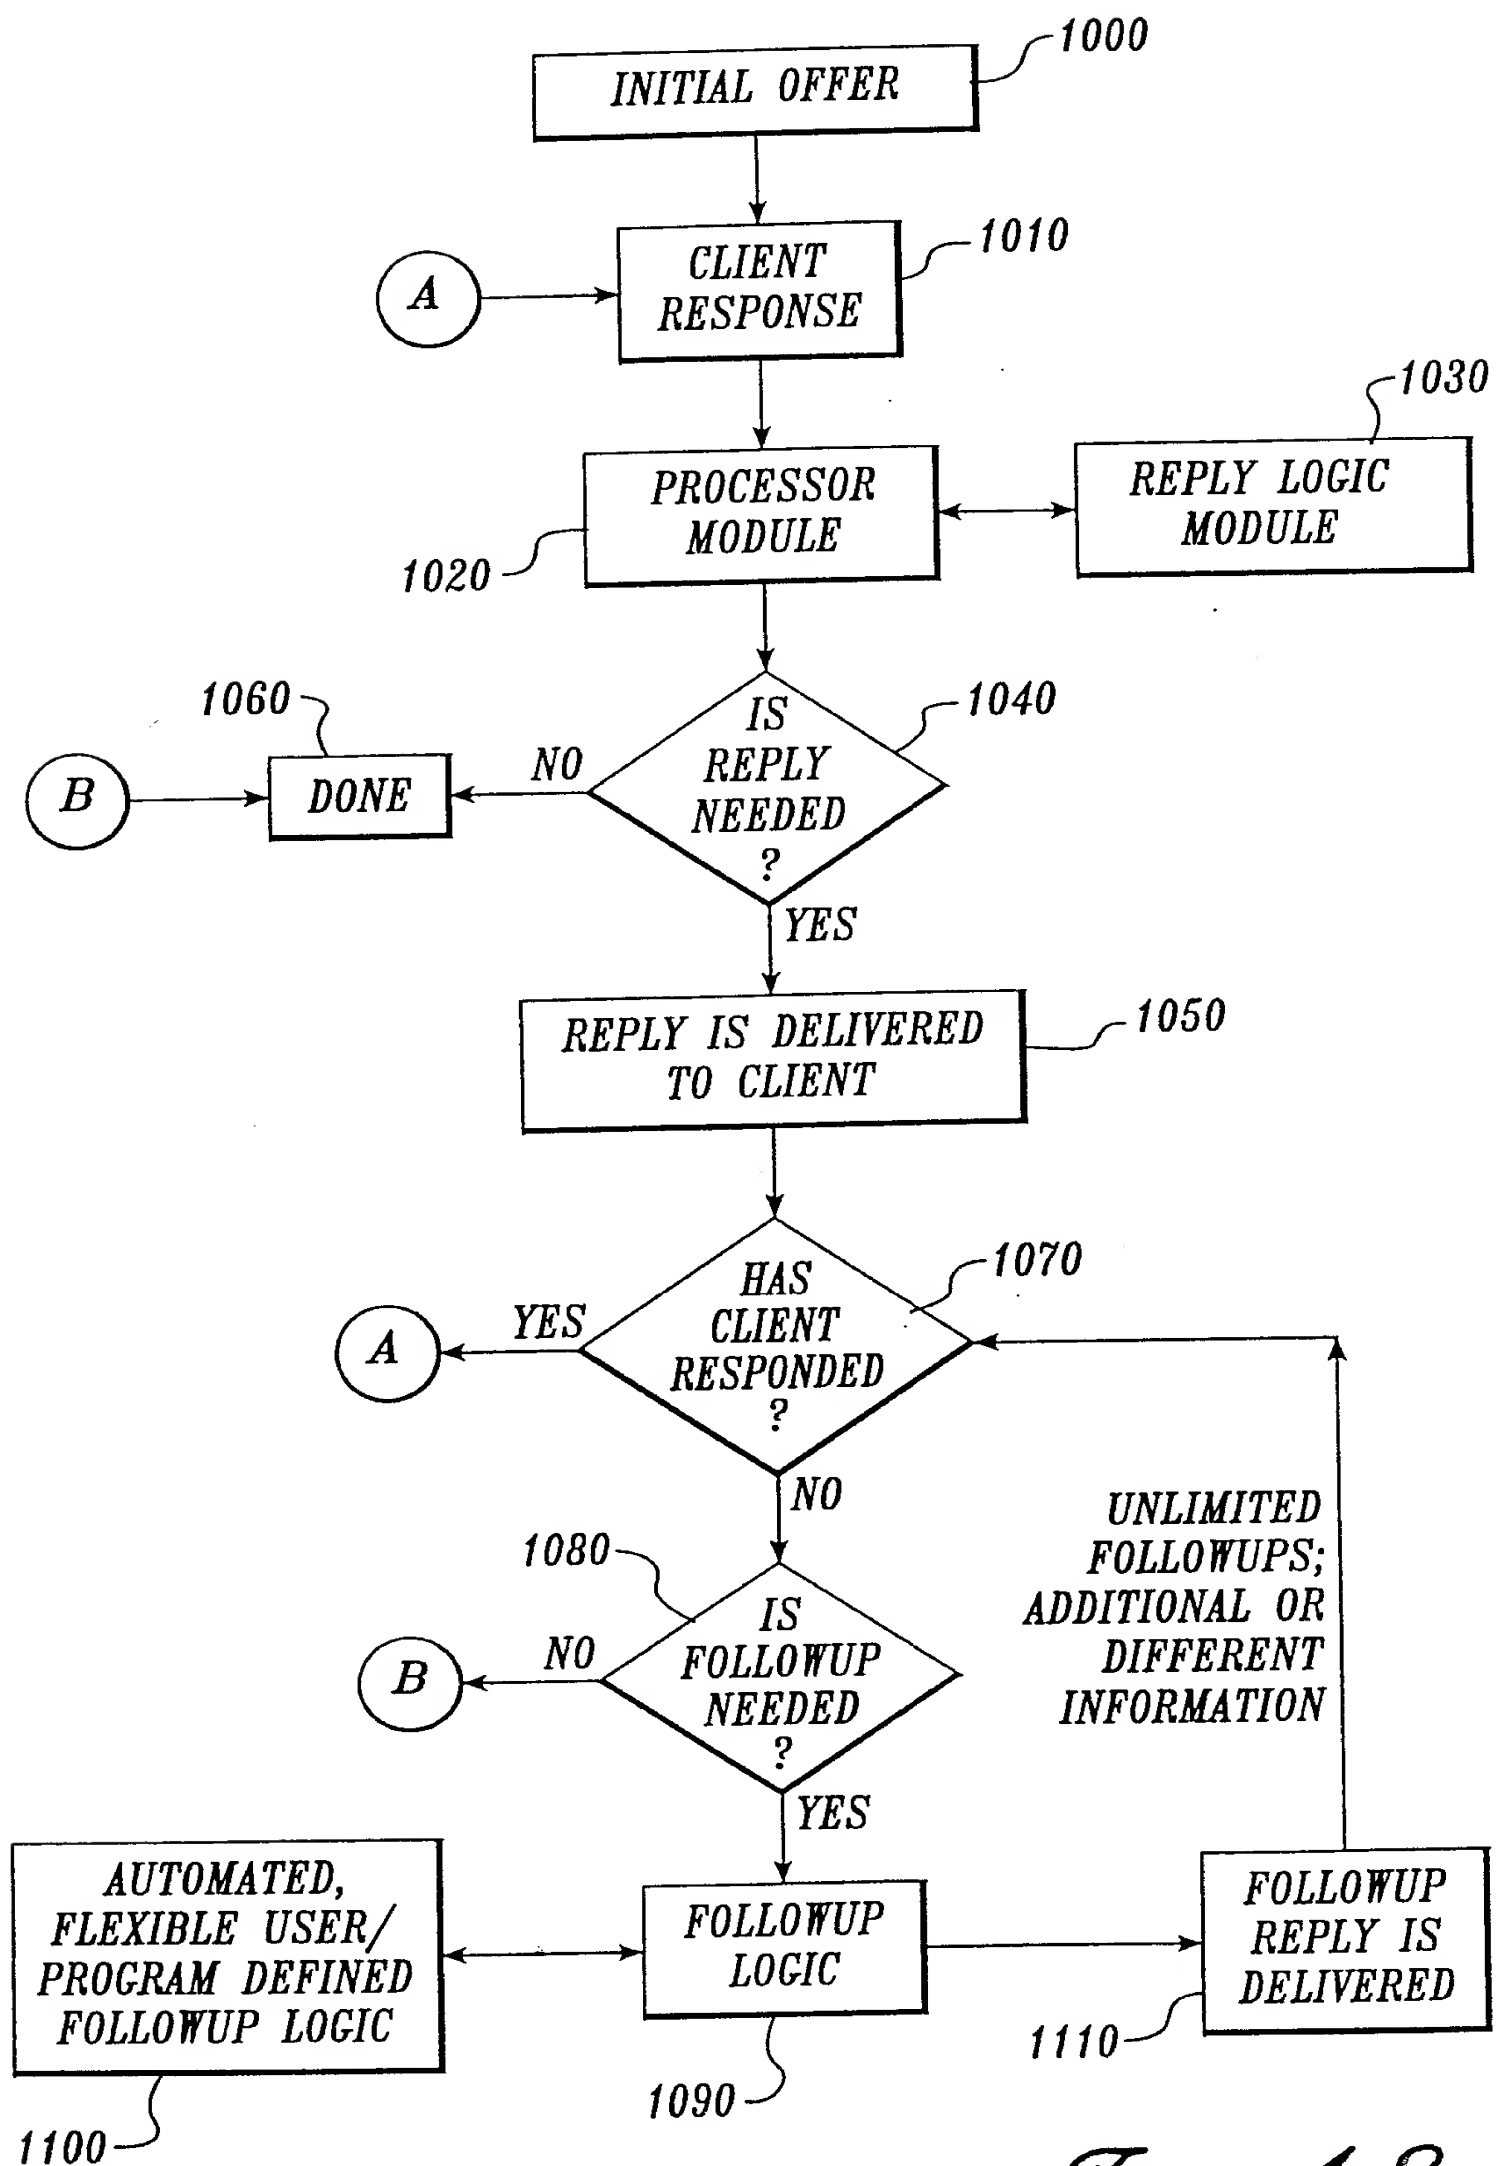 1000
INITIAL OFFER
1010
CLIENT
RESPONSE
A
1030
PROCESSOR
MODULE
REPLY LOGIC
MODULE
1020
1060
1040
IS
REPLY
NEEDED
?
NO
B
DONE
YES
1050
REPLY IS DELIVERED
TO CLIENT
1070
HAS
CLIENT
RESPONDED
?
YES
A
NO
UNLIMITED
FOLLOWUPS;
ADDITIONAL OR
DIFFERENT
INFORMATION
1080
IS
FOLLOWUP
NEEDED
?
NO
B
YES
AUTOMATED,
FLEXIBLE USER/
PROGRAM DEFINED
FOLLOWUP LOGIC
FOLLOWUP
LOGIC
FOLLOWUP
REPLY IS
DELIVERED
1110
1090
1100